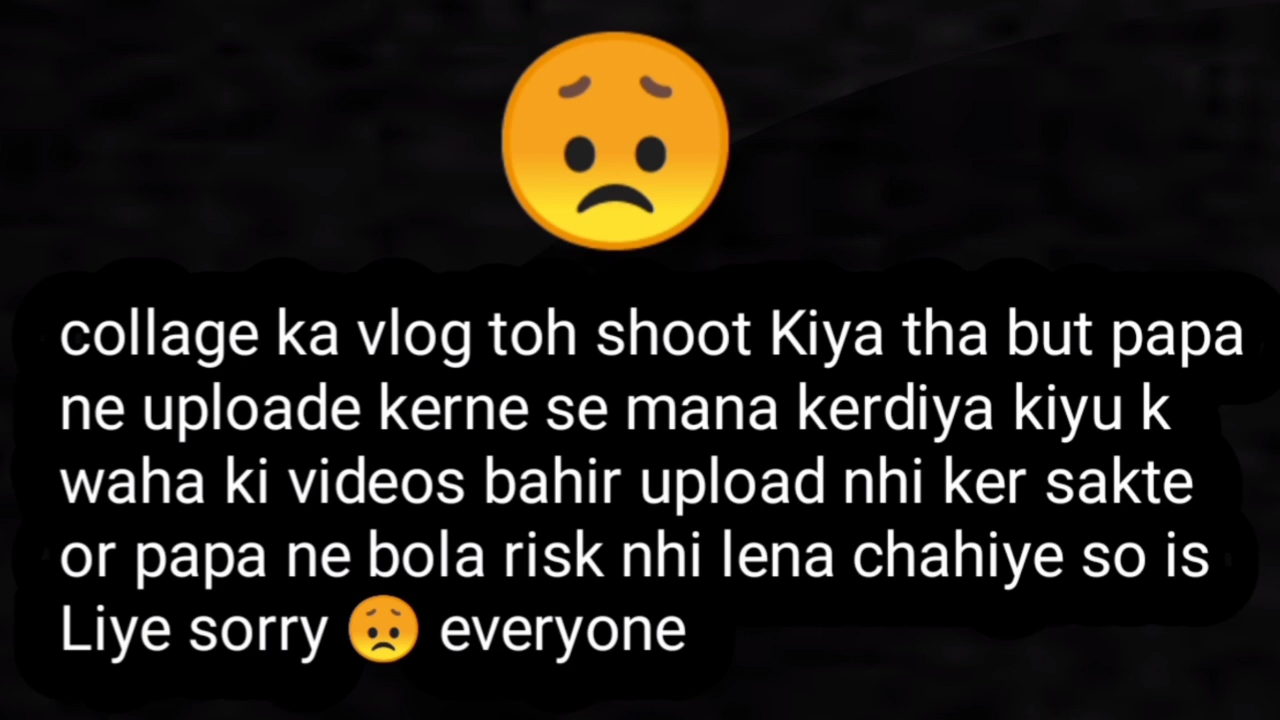 collage ka vlog toh shoot Kiya tha but papa
ne uploade kerne se mana kerdiya kiyu k
waha ki videos bahir upload nhi ker sakte
or papa ne bola risk nhi lena chahiye so is
Liye sorry 😞 everyone